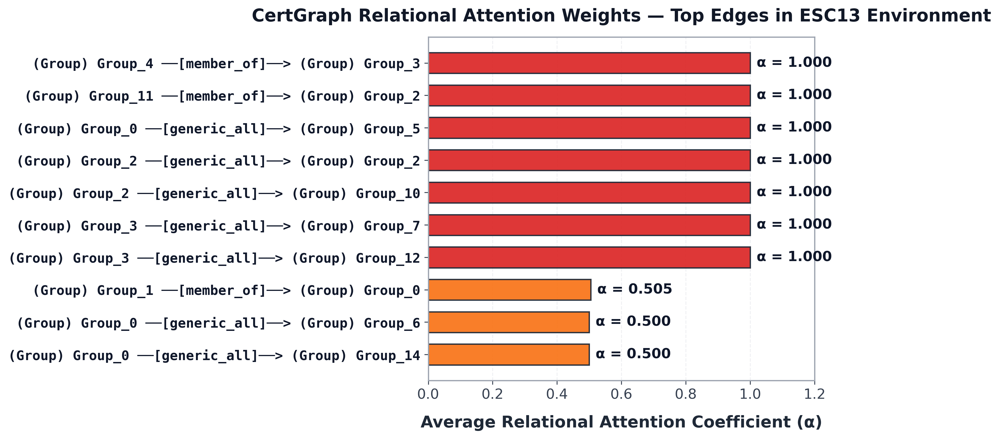 CertGraph Relational Attention Weights — Top Edges in ESC13 Environment
(Group) Group_4 ──[member_of]──> (Group) Group_3 α = 1.000
(Group) Group_11 ──[member_of]──> (Group) Group_2 α = 1.000
(Group) Group_0 ──[generic_all]──> (Group) Group_5 α = 1.000
(Group) Group_2 ──[generic_all]──> (Group) Group_2 α = 1.000
(Group) Group_2 ──[generic_all]──> (Group) Group_10 α = 1.000
(Group) Group_3 ──[generic_all]──> (Group) Group_7 α = 1.000
(Group) Group_3 ──[generic_all]──> (Group) Group_12 α = 1.000
(Group) Group_1 ──[member_of]──> (Group) Group_0 α = 0.505
(Group) Group_0 ──[generic_all]──> (Group) Group_6 α = 0.500
(Group) Group_0 ──[generic_all]──> (Group) Group_14 α = 0.500
0.0 0.2 0.4 0.6 0.8 1.0 1.2
Average Relational Attention Coefficient (α)